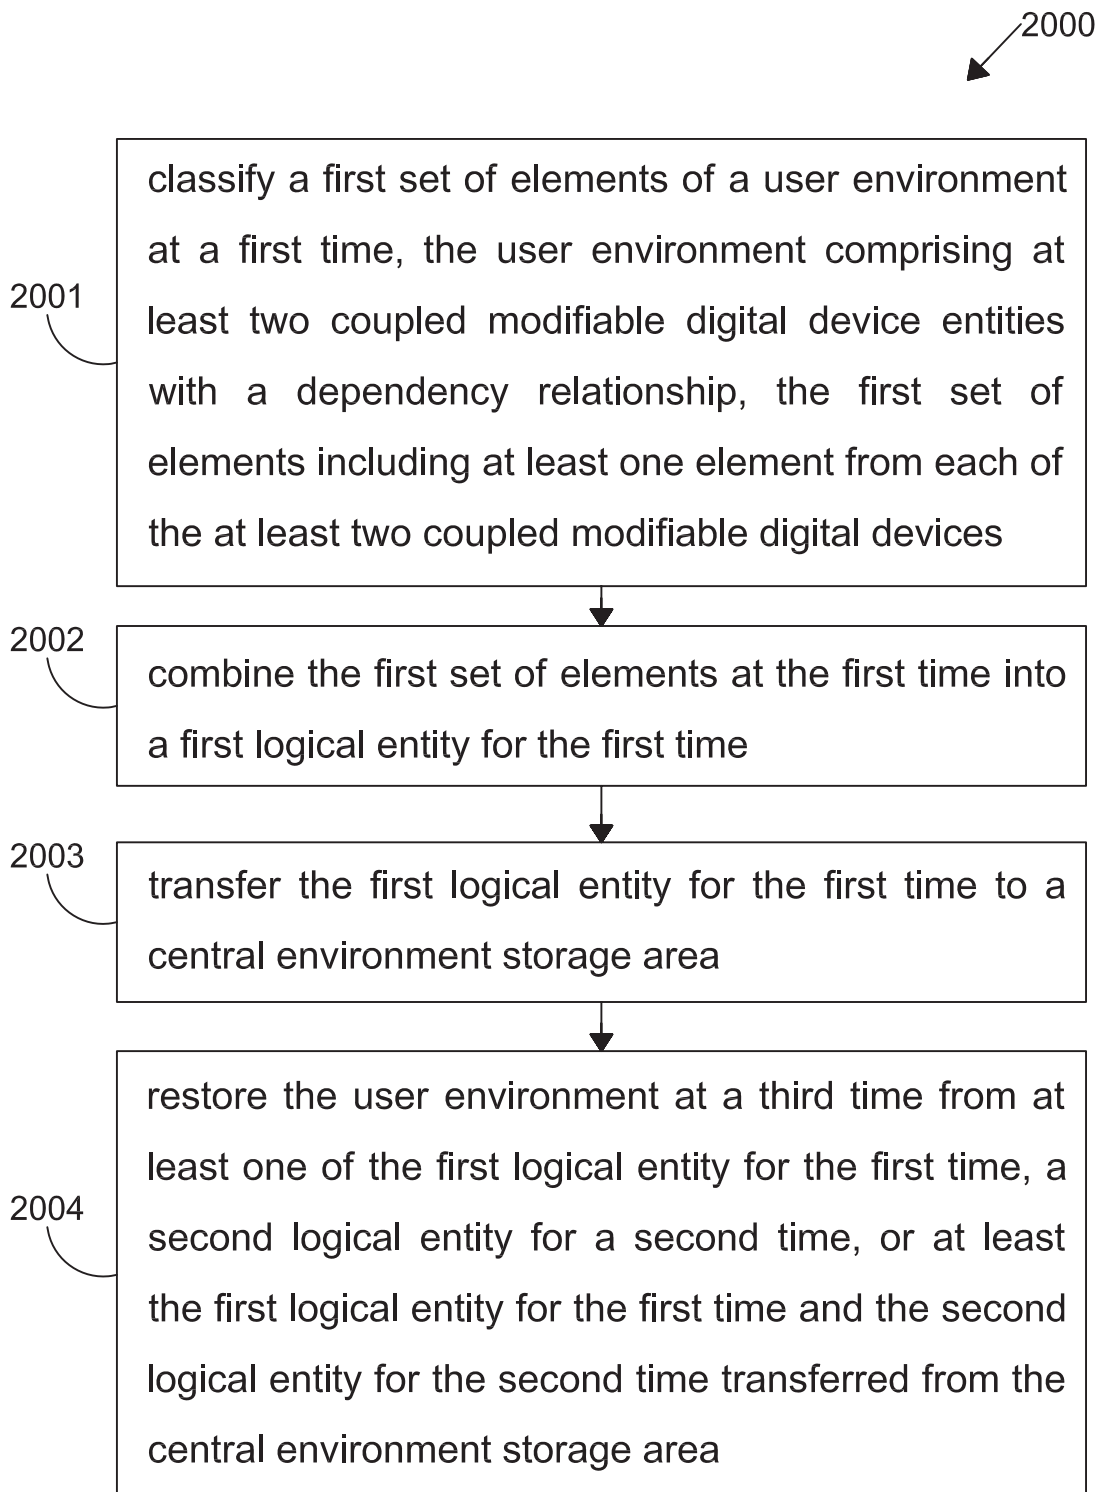 2000
classify a first set of elements of a user environment
at a first time, the user environment comprising at
least two coupled modifiable digital device entities
with a dependency relationship, the first set of
elements including at least one element from each of
the at least two coupled modifiable digital devices
2001
combine the first set of elements at the first time into
a first logical entity for the first time
2002
transfer the first logical entity for the first time to a
central environment storage area
2003
restore the user environment at a third time from at
least one of the first logical entity for the first time, a
second logical entity for a second time, or at least
the first logical entity for the first time and the second
logical entity for the second time transferred from the
central environment storage area
2004